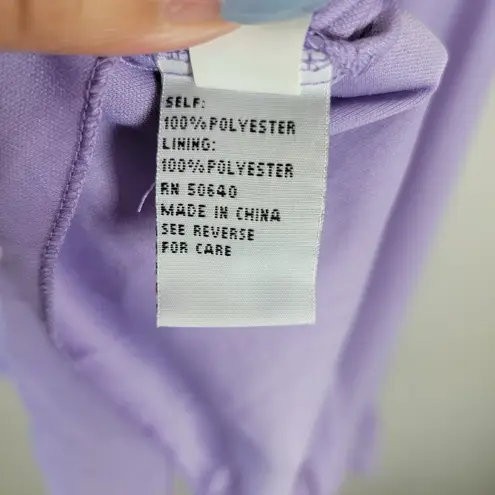 SELF:
100%POLYESTER
LINING:
100%POLYESTER
RN 50640
MADE IN CHINA
SEE REVERSE
FOR CARE